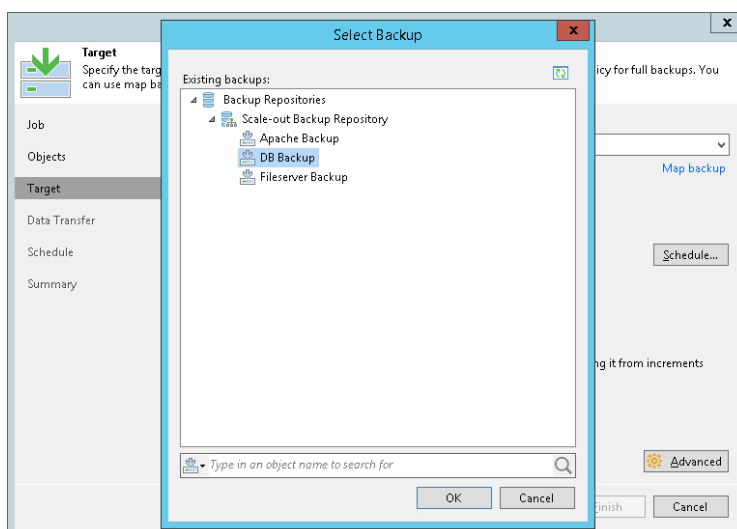 Select Backup
x
x
Target
Specify the targ
icy for full backups. You
can use map ba
Existing backups:
Backup Repositories
Scale-out Backup Repository
Apache Backup
DB Backup
Fileserver Backup
Job
Objects
Target
Data Transfer
Schedule
Summary
Map backup
Schedule...
ng it from increments
Type in an object name to search for
Advanced
OK
Cancel
Finish
Cancel